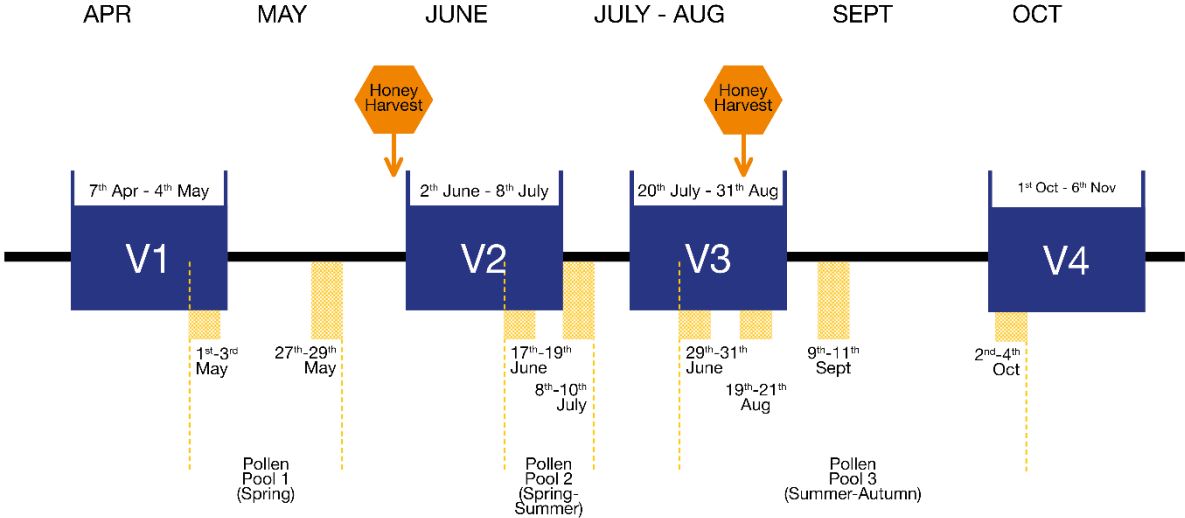 APR MAY JUNE JULY - AUG SEPT OCT
Honey
Harvest
Honey
Harvest
7th Apr - 4th May
2th June - 8th July
20th July - 31th Aug
1st Oct - 6th Nov
V1
V2
V3
V4
1st-3rd
May
27th-29th
May
17th-19th
June
8th-10th
July
29th-31th
June
19th-21th
Aug
9th-11th
Sept
2nd-4th
Oct
Pollen
Pool 1
(Spring)
Pollen
Pool 2
(Spring-
Summer)
Pollen
Pool 3
(Summer-Autumn)